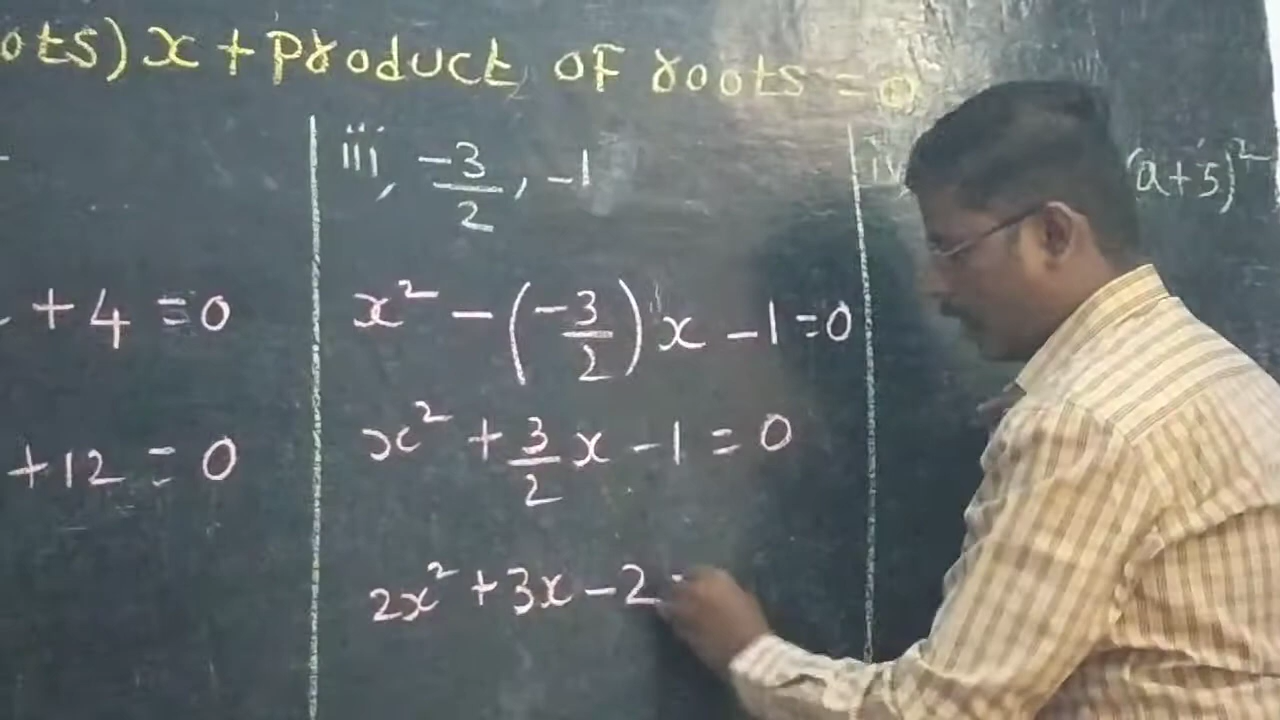 ots) x + product of roots = 0
+ 4 = 0
+ 12 = 0
iii, -3/2, -1
x² - (-3/2) x - 1 = 0
x² + 3/2 x - 1 = 0
2x² + 3x - 2 =
(a+5)²